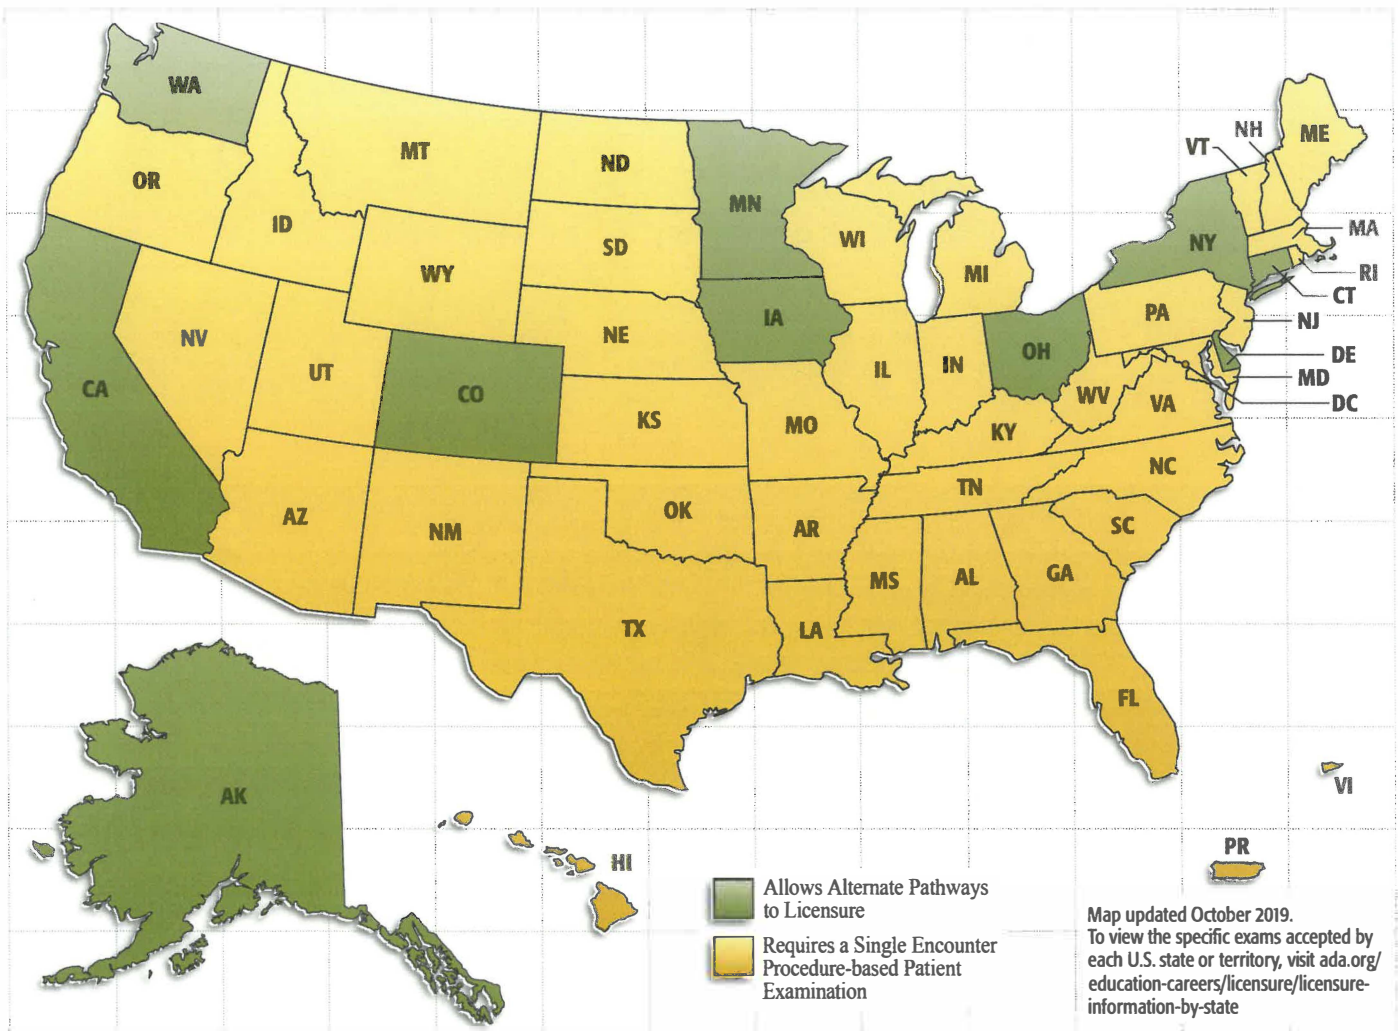 WA
MT
ND
MN
OR
ID
SD
WI
MI
VT
NH
ME
NY
MA
RI
CT
WY
NE
IA
PA
NJ
NV
UT
CO
IL
IN
OH
DE
MD
DC
CA
KS
MO
WV
VA
KY
NC
AZ
NM
OK
AR
TN
SC
MS
AL
GA
TX
LA
FL
AK
HI
VI
PR
Allows Alternate Pathways
to Licensure
Requires a Single Encounter
Procedure-based Patient
Examination
Map updated October 2019.
To view the specific exams accepted by
each U.S. state or territory, visit ada.org/
education-careers/licensure/licensure-
information-by-state